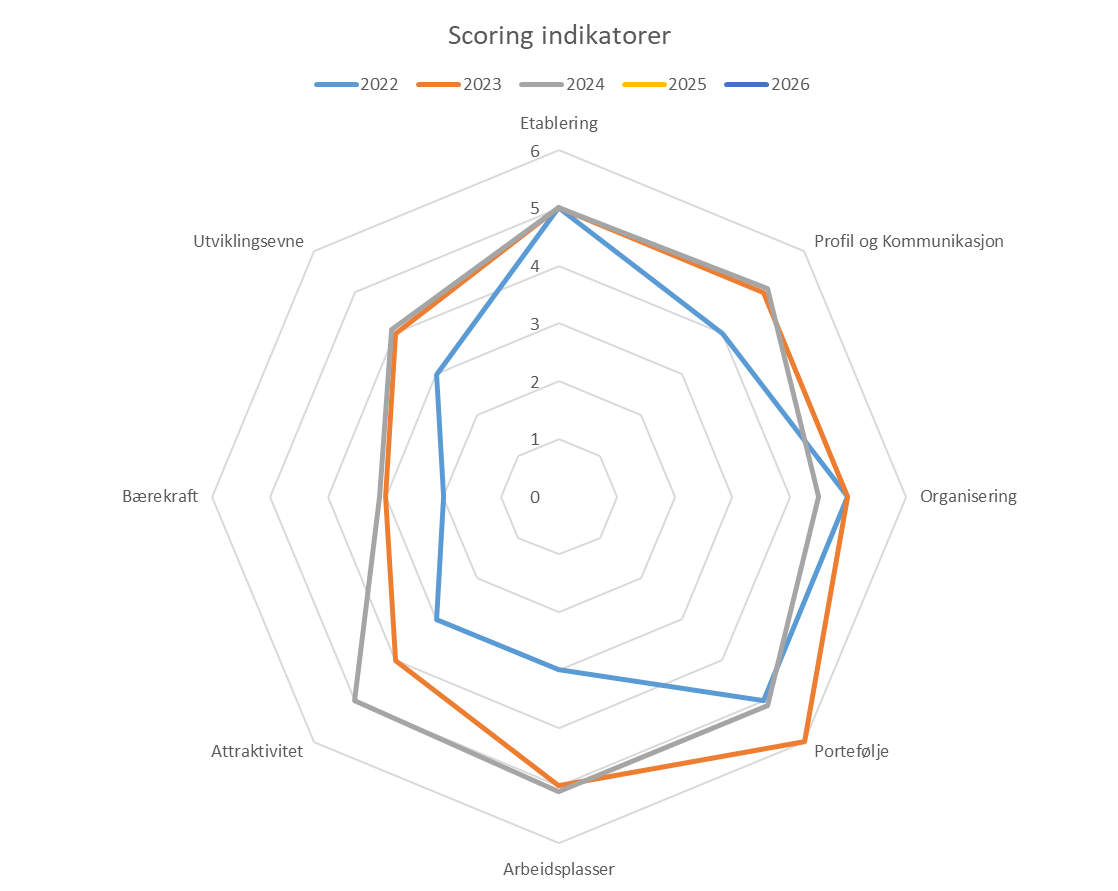 Scoring indikatorer
2022 2023 2024 2025 2026
Etablering
6
5
Utviklingsevne
Profil og Kommunikasjon
4
3
2
1
Bærekraft
0
Organisering
Attraktivitet
Portefølje
Arbeidsplasser